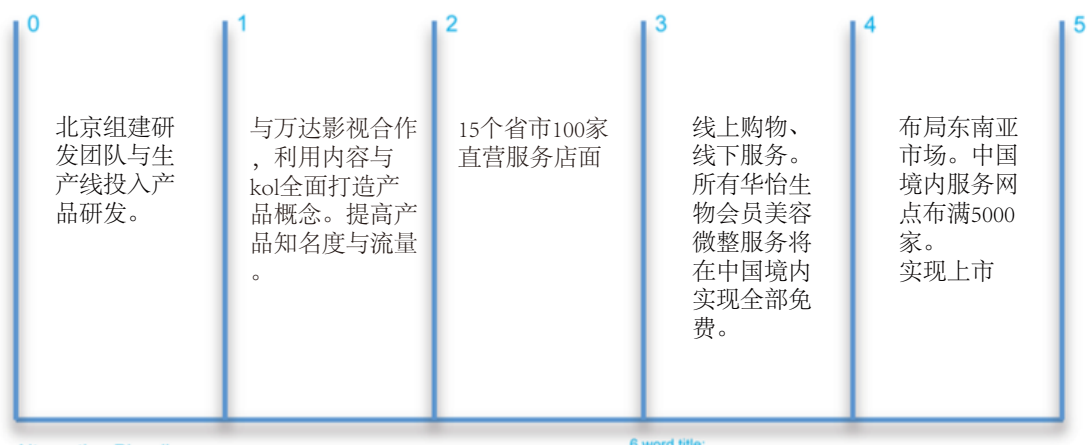 0
1
2
3
4
5
北京组建研
发团队与生
产线投入产
品研发。
与万达影视合作
，利用内容与
kol全面打造产
品概念。提高产
品知名度与流量
。
15个省市100家
直营服务店面
线上购物、
线下服务。
所有华怡生
物会员美容
微整服务将
在中国境内
实现全部免
费。
布局东南亚
市场。中国
境内服务网
点布满5000
家。
实现上市
6 word title: